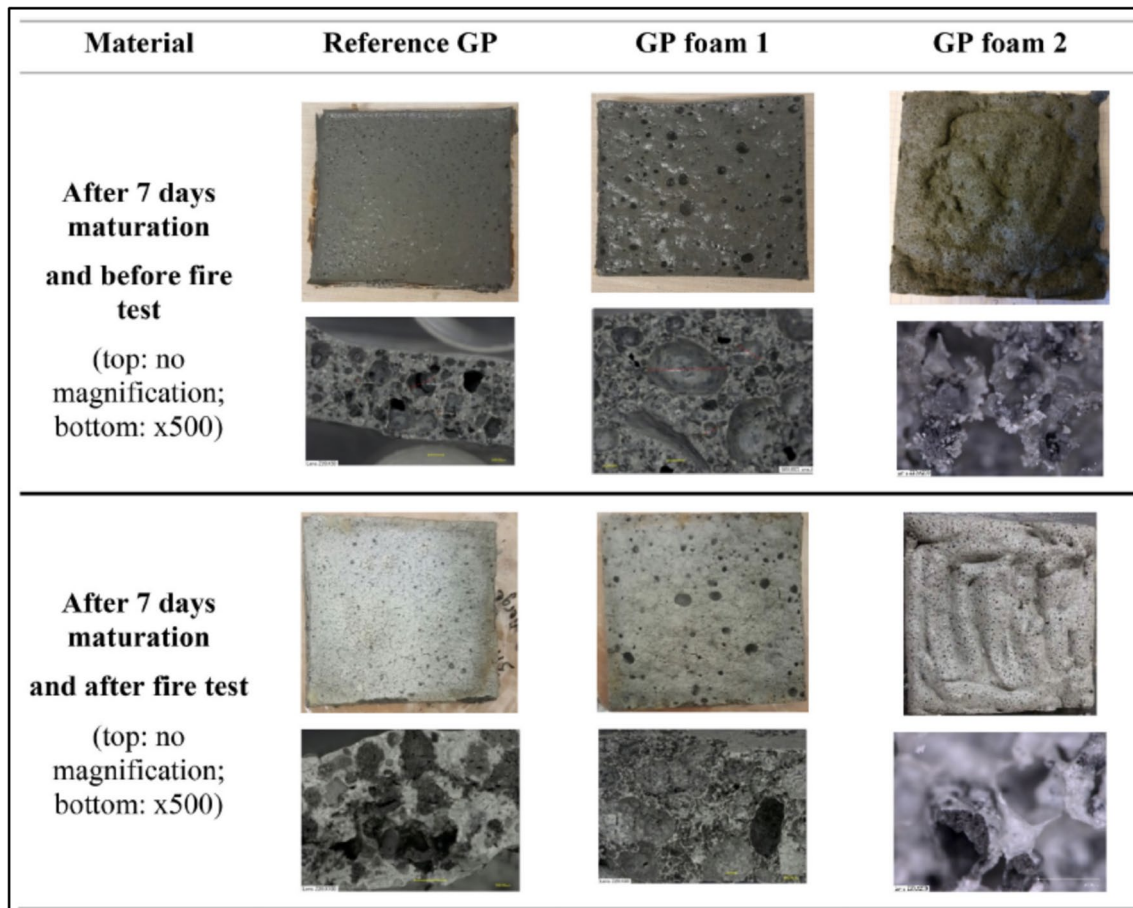 Material Reference GP GP foam 1 GP foam 2
After 7 days
maturation
and before fire
test
(top: no
magnification;
bottom: x500)
After 7 days
maturation
and after fire test
(top: no
magnification;
bottom: x500)